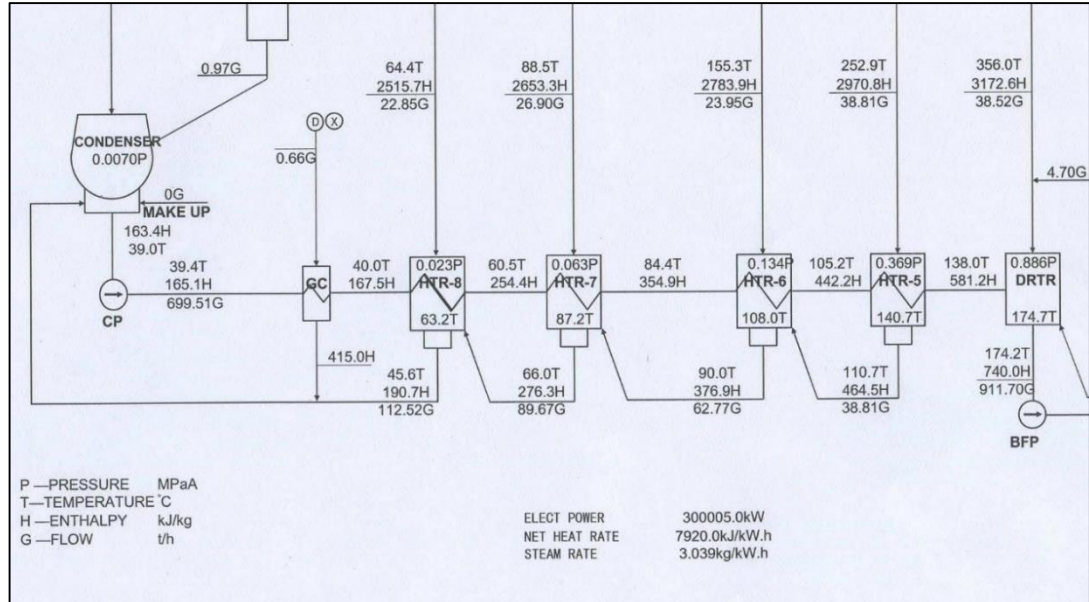 0.97G
64.4T
2515.7H
22.85G
88.5T
2653.3H
26.90G
155.3T
2783.9H
23.95G
252.9T
2970.8H
38.81G
356.0T
3172.6H
38.52G
D X
0.66G
CONDENSER
0.0070P
4.70G
0G
MAKE UP
163.4H
39.0T
39.4T
165.1H
699.51G
CP
GC
40.0T
167.5H
0.023P
HTR-8
63.2T
60.5T
254.4H
0.063P
HTR-7
87.2T
84.4T
354.9H
0.134P
HTR-6
108.0T
105.2T
442.2H
0.369P
HTR-5
140.7T
138.0T
581.2H
0.886P
DRTR
174.7T
415.0H
45.6T
190.7H
112.52G
66.0T
276.3H
89.67G
90.0T
376.9H
62.77G
110.7T
464.5H
38.81G
174.2T
740.0H
911.70G
BFP
P —PRESSURE MPaA
T—TEMPERATURE °C
H —ENTHALPY kJ/kg
G —FLOW t/h
ELECT POWER 300005.0kW
NET HEAT RATE 7920.0kJ/kW.h
STEAM RATE 3.039kg/kW.h